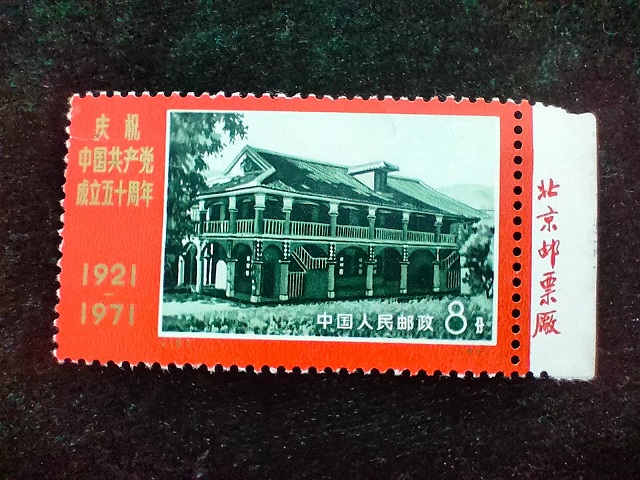 庆祝
中国共产党
成立五十周年
1921
-
1971
中国人民邮政 8分
北京邮票厰